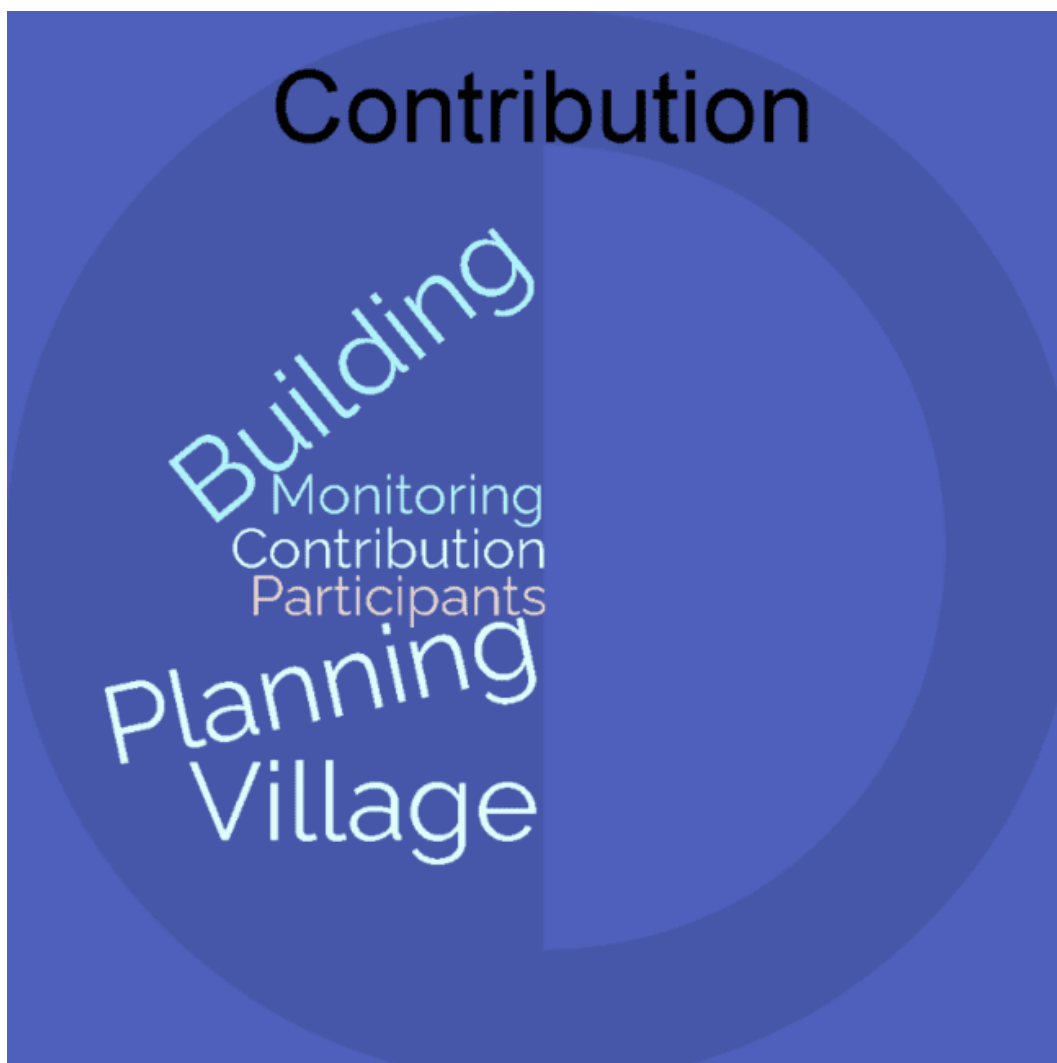 Contribution
Building
Monitoring
Contribution
Participants
Planning
Village